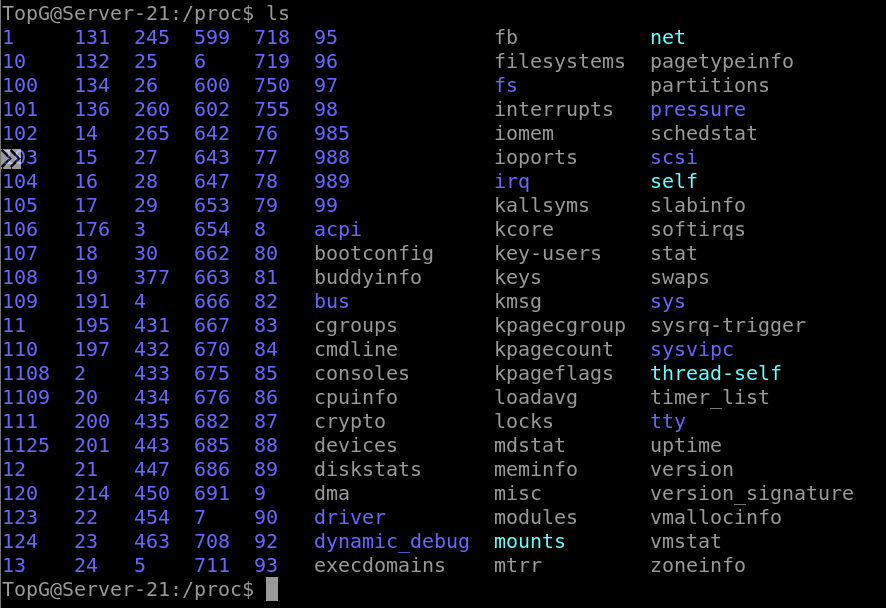 TopG@Server-21:/proc$ ls
1 131 245 599 718 95 fb net
10 132 25 6 719 96 filesystems pagetypeinfo
100 134 26 600 750 97 fs partitions
101 136 260 602 755 98 interrupts pressure
102 14 265 642 76 985 iomem schedstat
03 15 27 643 77 988 ioports scsi
104 16 28 647 78 989 irq self
105 17 29 653 79 99 kallsyms slabinfo
106 176 3 654 8 acpi kcore softirqs
107 18 30 662 80 bootconfig key-users stat
108 19 377 663 81 buddyinfo keys swaps
109 191 4 666 82 bus kmsg sys
11 195 431 667 83 cgroups kpagecgroup sysrq-trigger
110 197 432 670 84 cmdline kpagecount sysvipc
1108 2 433 675 85 consoles kpageflags thread-self
1109 20 434 676 86 cpuinfo loadavg timer_list
111 200 435 682 87 crypto locks tty
1125 201 443 685 88 devices mdstat uptime
12 21 447 686 89 diskstats meminfo version
120 214 450 691 9 dma misc version_signature
123 22 454 7 90 driver modules vmallocinfo
124 23 463 708 92 dynamic_debug mounts vmstat
13 24 5 711 93 execdomains mtrr zoneinfo
TopG@Server-21:/proc$